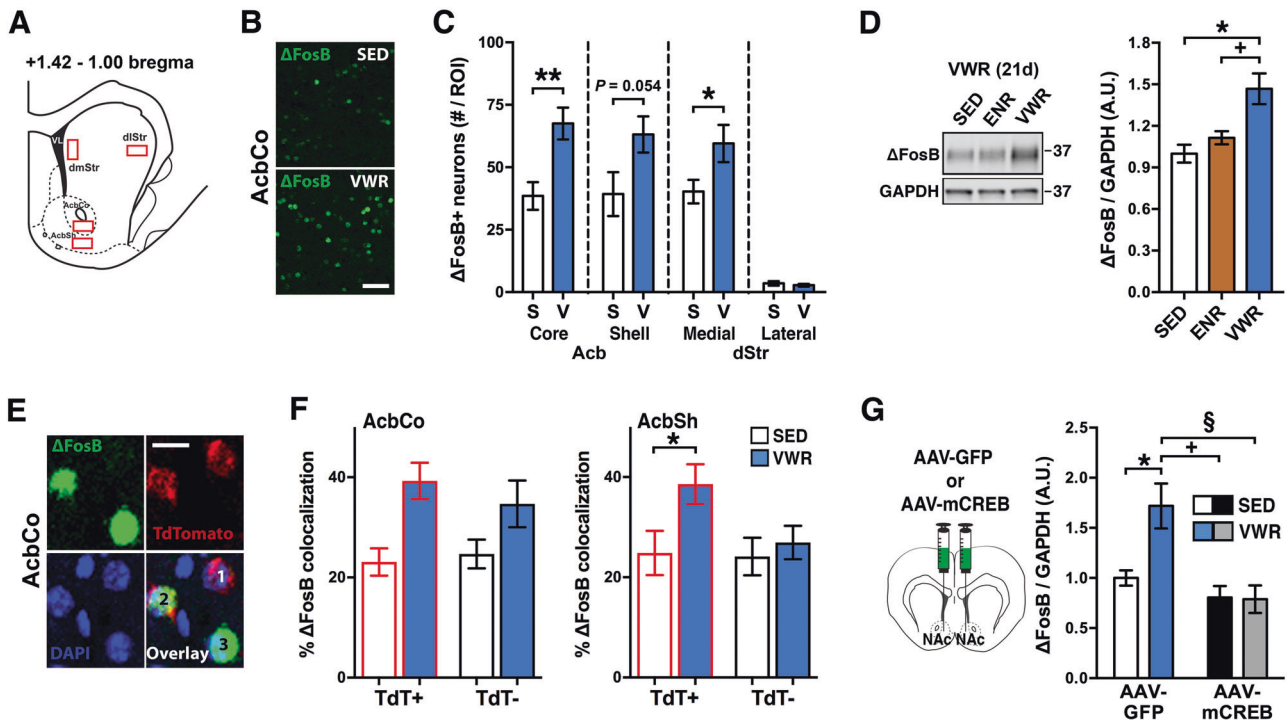 A
+1.42 - 1.00 bregma
VL
dlStr
dmStr
AcbCo
AcbSh
B
AcbCo
ΔFosB SED
ΔFosB VWR
C
ΔFosB+ neurons (# / ROI)
100
75
50
25
0
**
P = 0.054
*
S V S V S V S V
Core Shell Medial Lateral
Acb dStr
D
VWR (21d)
SED ENR VWR
ΔFosB -37
GAPDH -37
ΔFosB / GAPDH (A.U.)
1.8
1.5
1.2
0.9
0.6
0.3
0.0
*
+
SED ENR VWR
E
AcbCo
ΔFosB
TdTomato
DAPI
Overlay
1
2
3
F
AcbCo
% ΔFosB colocalization
40
20
0
TdT+ TdT-
AcbSh
% ΔFosB colocalization
40
20
0
*
SED
VWR
TdT+ TdT-
G
AAV-GFP
or
AAV-mCREB
NAc NAc
ΔFosB / GAPDH (A.U.)
2.5
2.0
1.5
1.0
0.5
0.0
§
+
*
SED
VWR
AAV-
GFP
AAV-
mCREB